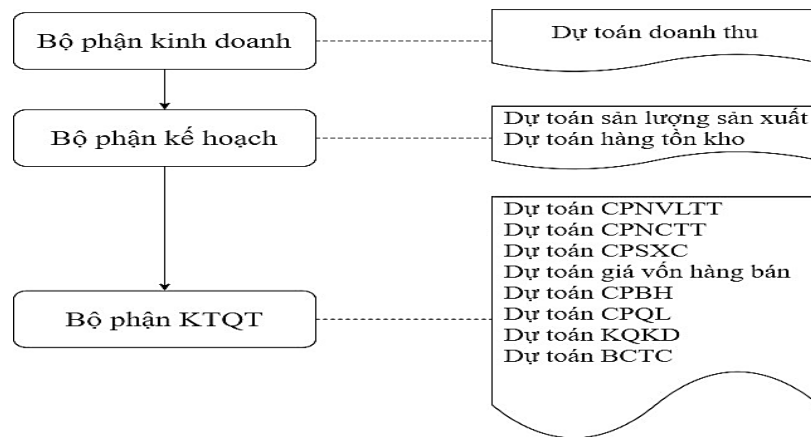 Bộ phận kinh doanh
Dự toán doanh thu
Bộ phận kế hoạch
Dự toán sản lượng sản xuất
Dự toán hàng tồn kho
Bộ phận KTQT
Dự toán CPNVLTT
Dự toán CPNCTT
Dự toán CPSXC
Dự toán giá vốn hàng bán
Dự toán CPBH
Dự toán CPQL
Dự toán KQKD
Dự toán BCTC